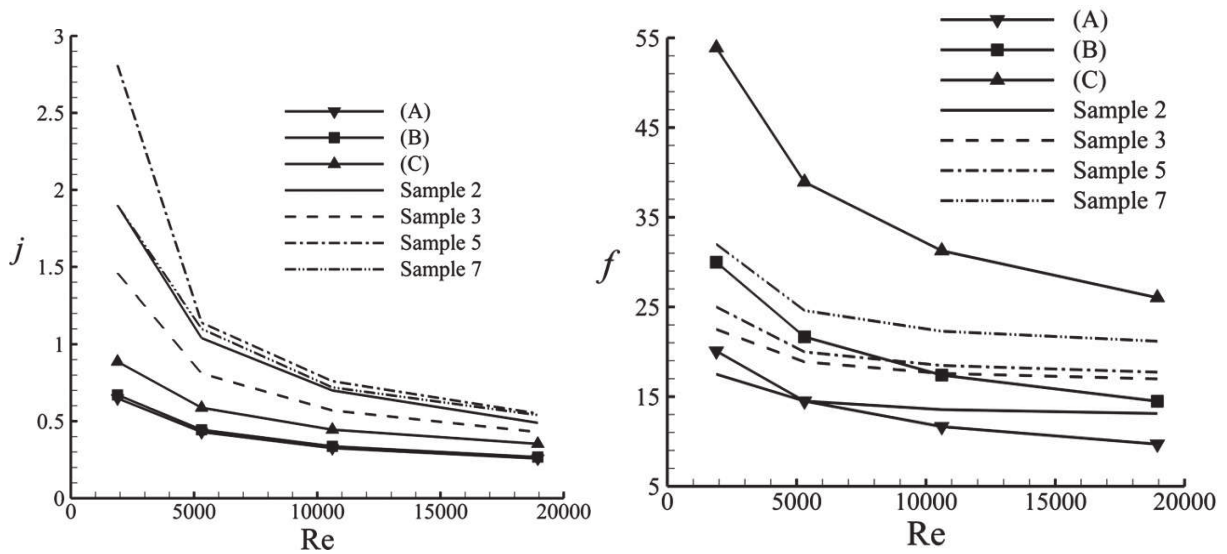 3
2.5
2
1.5
1
0.5
0
j
0 5000 10000 15000 20000
Re
(A)
(B)
(C)
Sample 2
Sample 3
Sample 5
Sample 7
55
45
35
25
15
5
f
0 5000 10000 15000 20000
Re
(A)
(B)
(C)
Sample 2
Sample 3
Sample 5
Sample 7